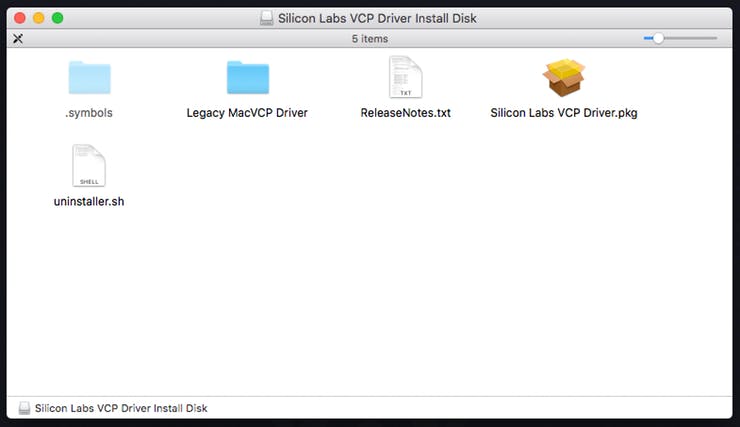 Silicon Labs VCP Driver Install Disk
5 items
.symbols
Legacy MacVCP Driver
TXT
ReleaseNotes.txt
Silicon Labs VCP Driver.pkg
SHELL
uninstaller.sh
Silicon Labs VCP Driver Install Disk